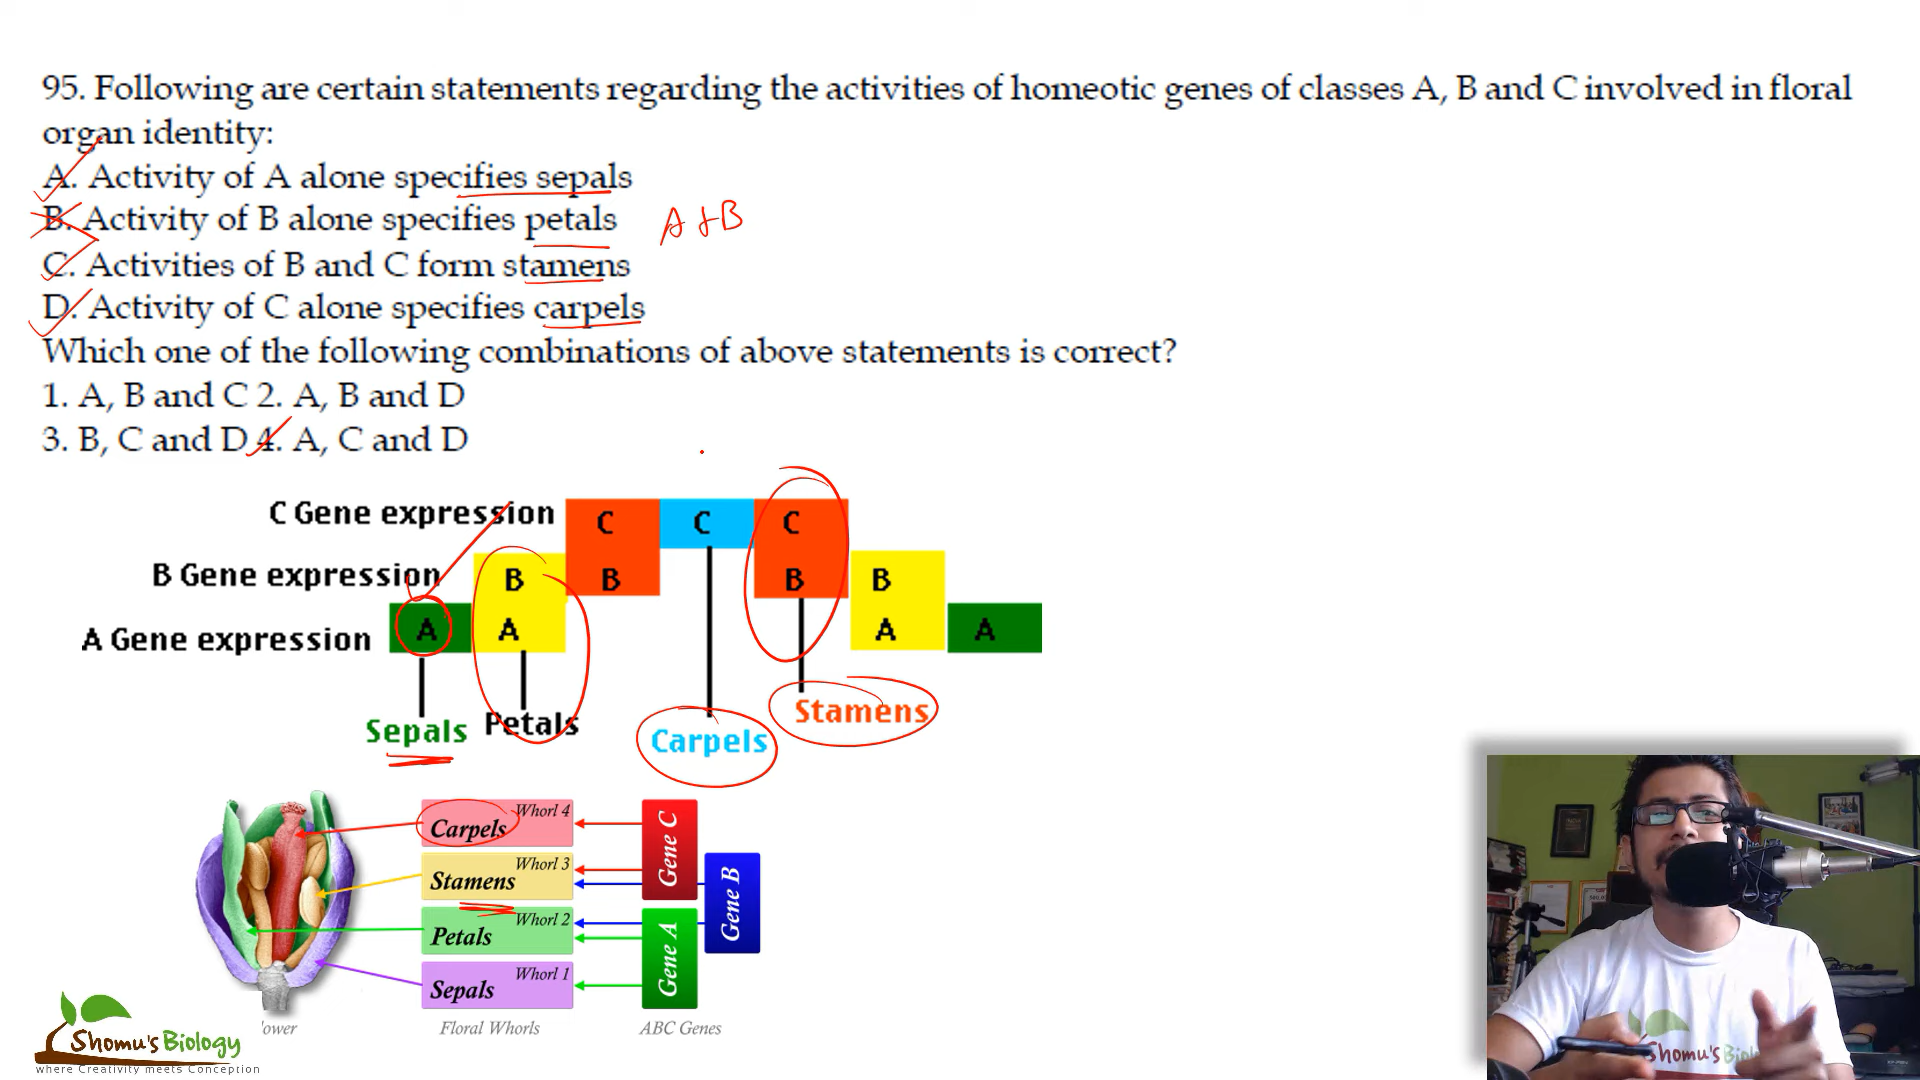 95. Following are certain statements regarding the activities of homeotic genes of classes A, B and C involved in floral
organ identity:
A. Activity of A alone specifies sepals
B. Activity of B alone specifies petals A + B
C. Activities of B and C form stamens
D. Activity of C alone specifies carpels
Which one of the following combinations of above statements is correct?
1. A, B and C 2. A, B and D
3. B, C and D 4. A, C and D
C Gene expression C C C
B Gene expression B B B B
A Gene expression A A A A
Sepals Petals Carpels Stamens
Carpels Whorl 4
Stamens Whorl 3
Petals Whorl 2
Sepals Whorl 1
Gene C
Gene B
Gene A
lower Floral Whorls ABC Genes
Shomu's Biology
where Creativity meets Conception
Shomu's Biol